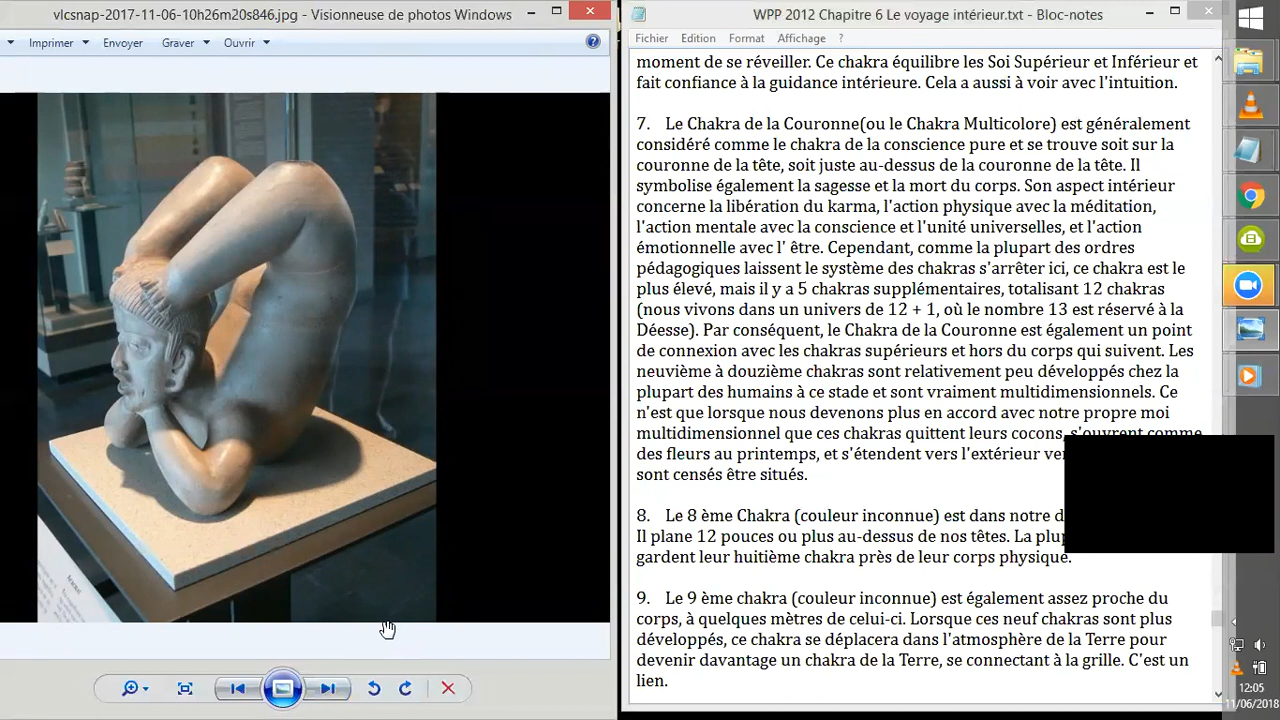 vlcsnap-2017-11-06-10h26m20s846.jpg - Visionneuse de photos Windows
Imprimer Envoyer Graver Ouvrir
WPP 2012 Chapitre 6 Le voyage intérieur.txt - Bloc-notes
Fichier Edition Format Affichage ?
moment de se réveiller. Ce chakra équilibre les Soi Supérieur et Inférieur et
fait confiance à la guidance intérieure. Cela a aussi à voir avec l'intuition.
7. Le Chakra de la Couronne(ou le Chakra Multicolore) est généralement
considéré comme le chakra de la conscience pure et se trouve soit sur la
couronne de la tête, soit juste au-dessus de la couronne de la tête. Il
symbolise également la sagesse et la mort du corps. Son aspect intérieur
concerne la libération du karma, l'action physique avec la méditation,
l'action mentale avec la conscience et l'unité universelles, et l'action
émotionnelle avec l' être. Cependant, comme la plupart des ordres
pédagogiques laissent le système des chakras s'arrêter ici, ce chakra est le
plus élevé, mais il y a 5 chakras supplémentaires, totalisant 12 chakras
(nous vivons dans un univers de 12 + 1, où le nombre 13 est réservé à la
Déesse). Par conséquent, le Chakra de la Couronne est également un point
de connexion avec les chakras supérieurs et hors du corps qui suivent. Les
neuvième à douzième chakras sont relativement peu développés chez la
plupart des humains à ce stade et sont vraiment multidimensionnels. Ce
n'est que lorsque nous devenons plus en accord avec notre propre moi
multidimensionnel que ces chakras quittent leurs cocons, s'ouvrent comme
des fleurs au printemps, et s'étendent vers l'extérieur
sont censés être situés.
8. Le 8 ème Chakra (couleur inconnue) est dans notre
Il plane 12 pouces ou plus au-dessus de nos têtes. La
gardent leur huitième chakra près de leur corps physique.
9. Le 9 ème chakra (couleur inconnue) est également assez proche du
corps, à quelques mètres de celui-ci. Lorsque ces neuf chakras sont plus
développés, ce chakra se déplacera dans l'atmosphère de la Terre pour
devenir davantage un chakra de la Terre, se connectant à la grille. C'est un
lien.
12:05
11/06/2018